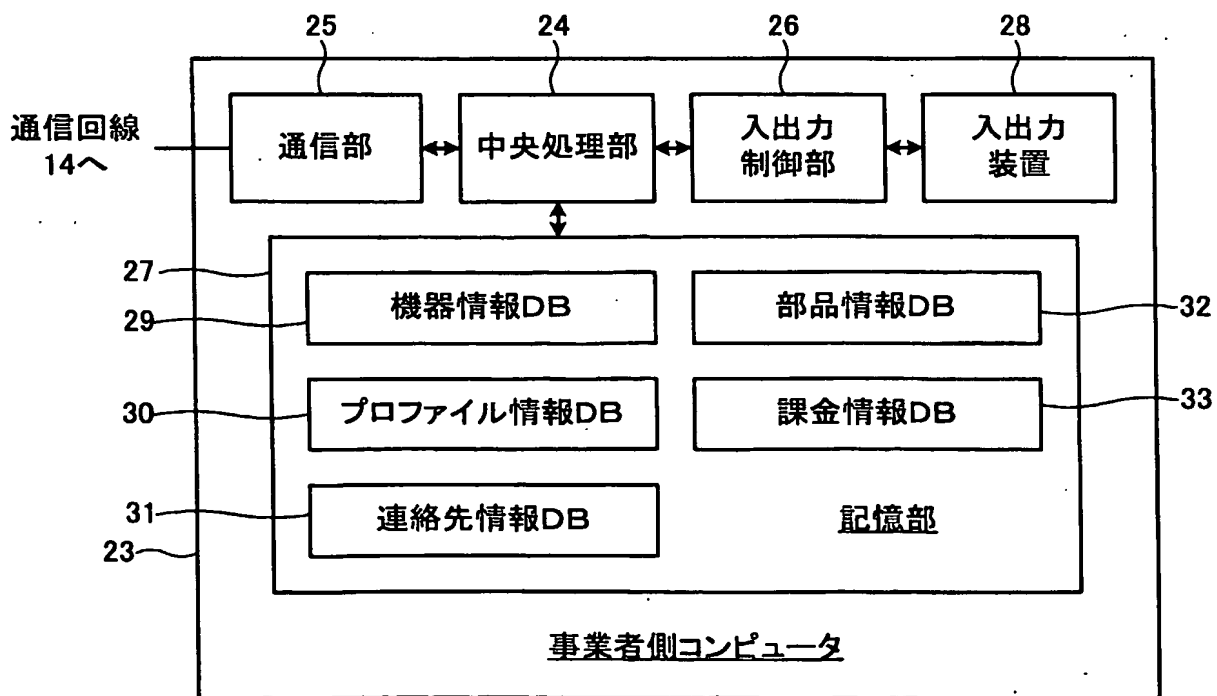 25
24
26
28
通信回線
14へ
通信部
中央処理部
入出力
制御部
入出力
装置
27
機器情報DB
部品情報DB
29
32
30
プロファイル情報DB
課金情報DB
33
31
連絡先情報DB
記憶部
23
事業者側コンピュータ